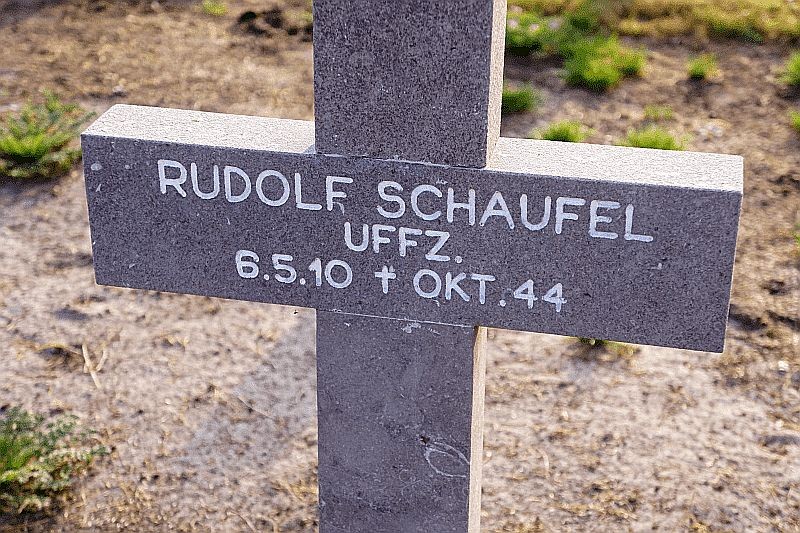 RUDOLF SCHAUFEL
UFFZ.
6.5.10 ✝ OKT. 44